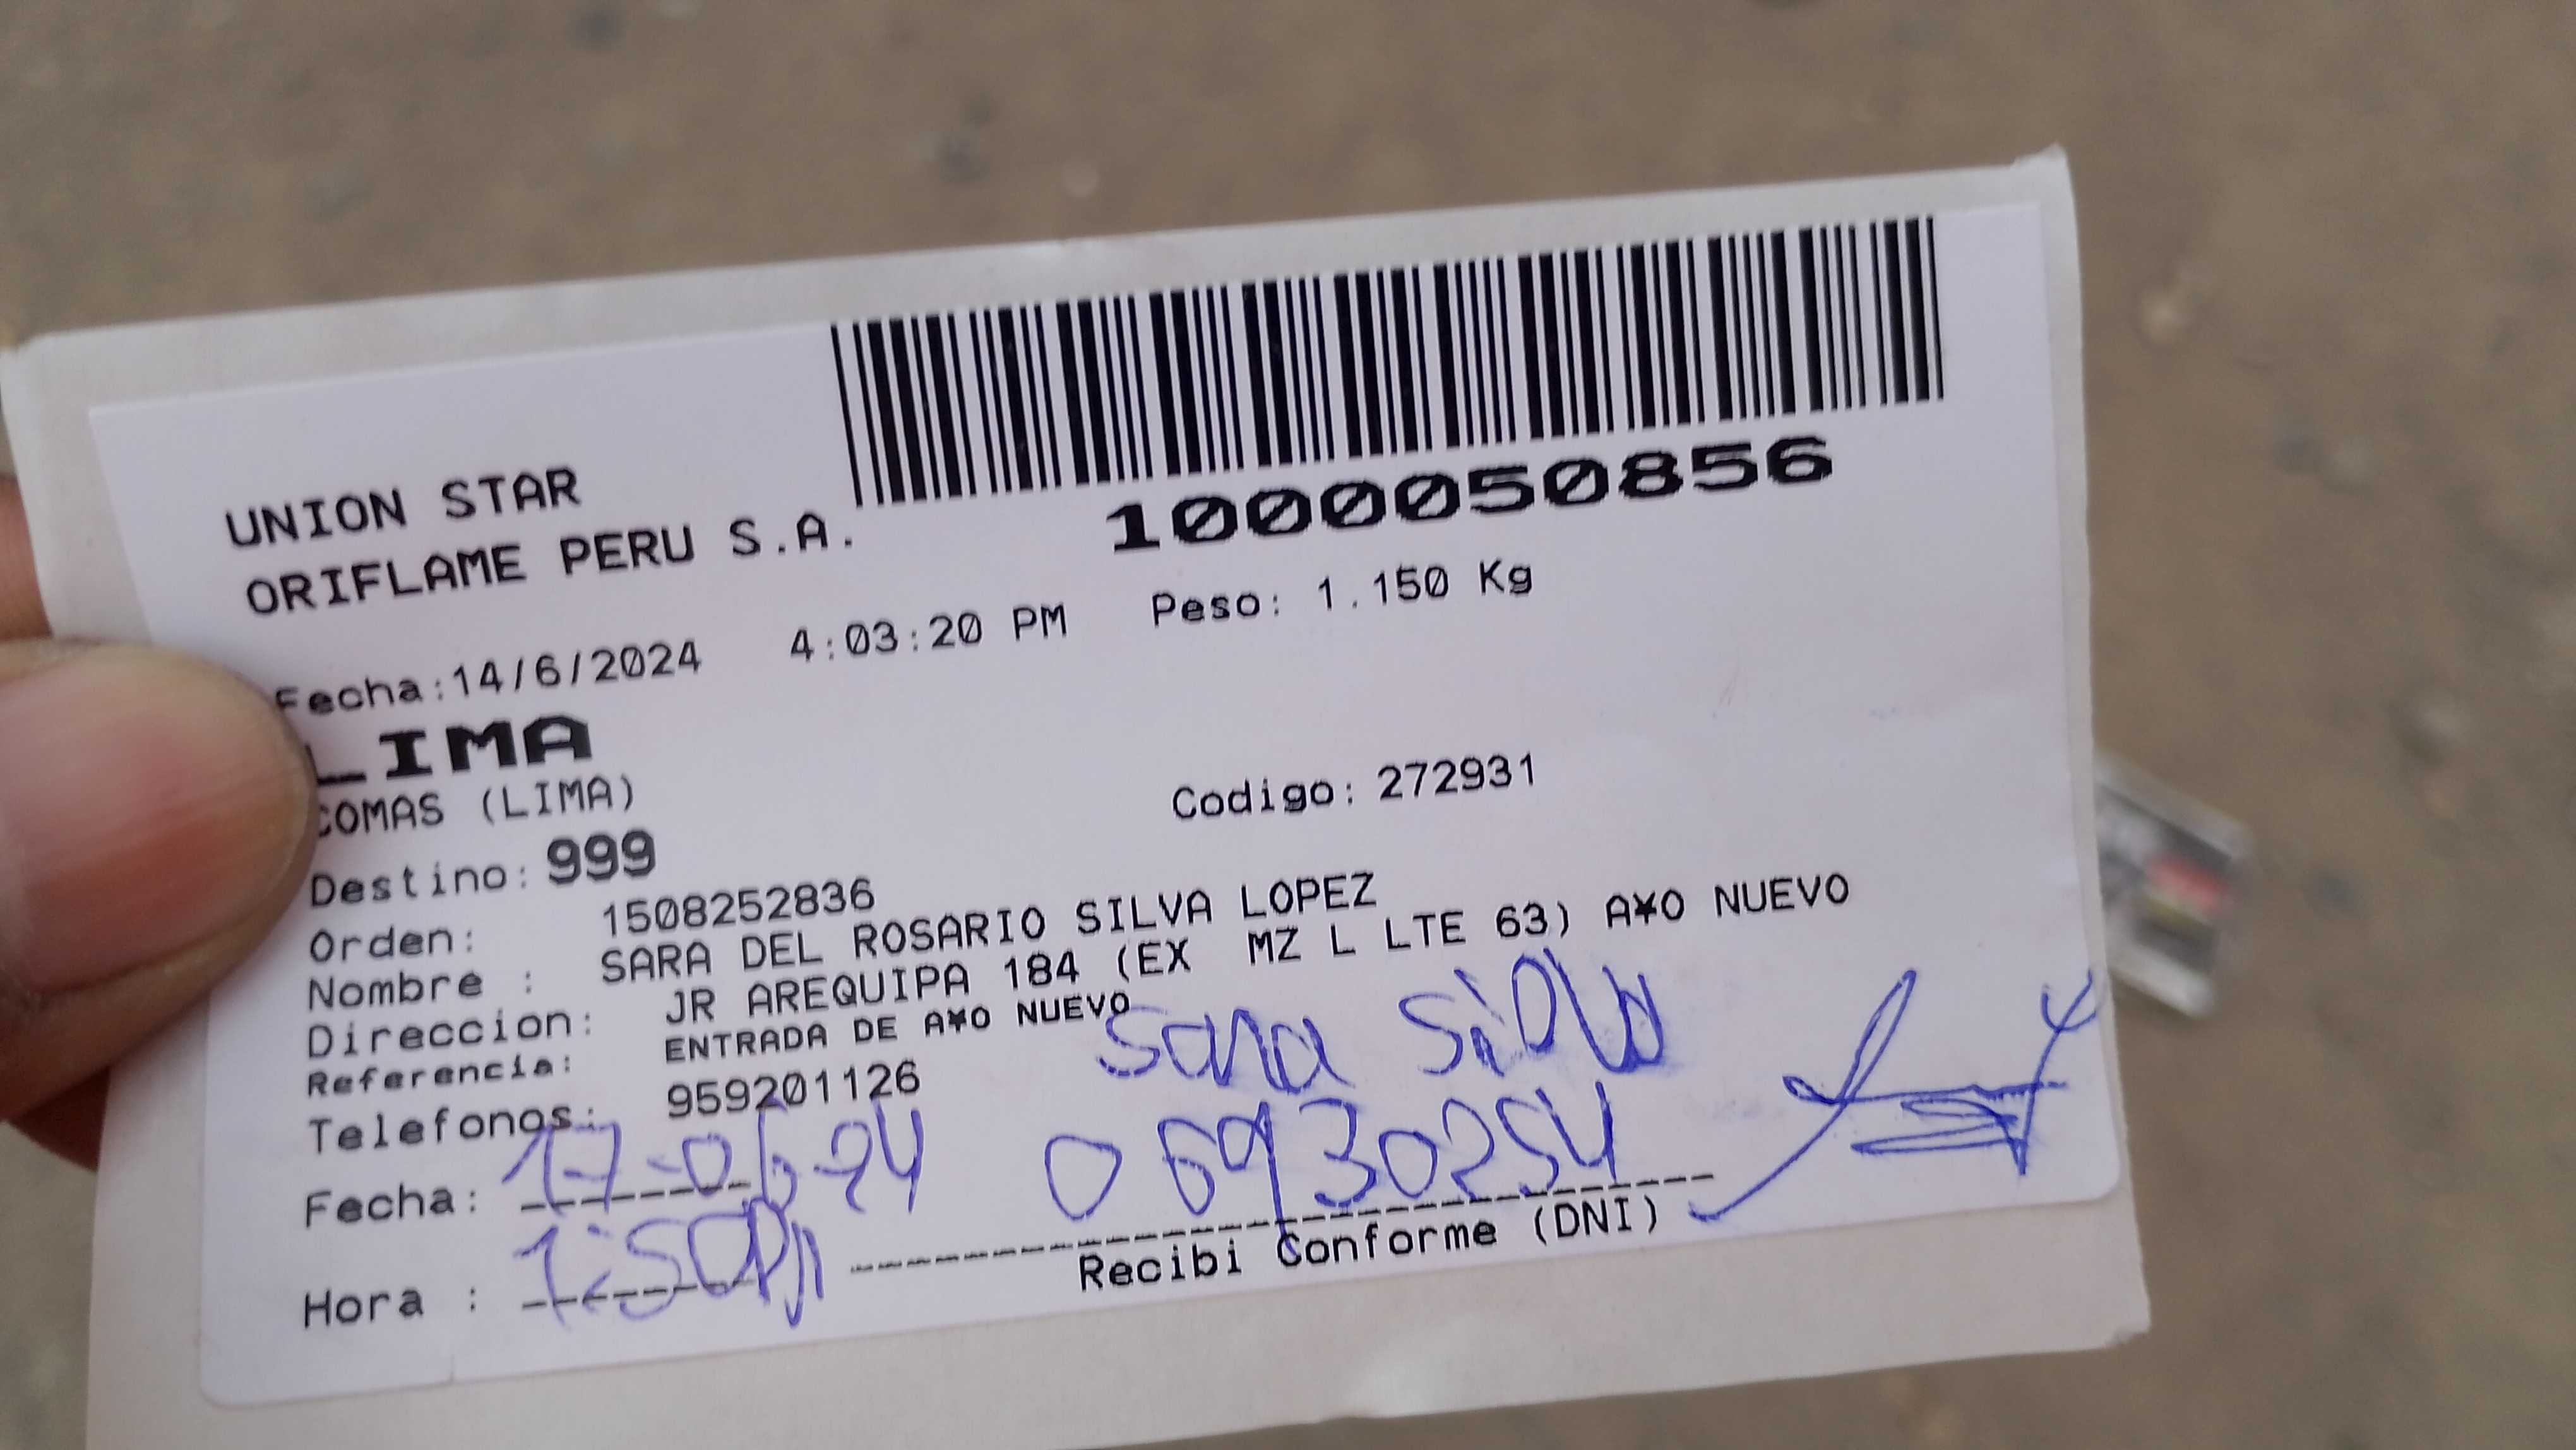 UNION STAR
ORIFLAME PERU S.A.
1000050856
Fecha:14/6/2024 4:03:20 PM Peso: 1.150 Kg
LIMA
COMAS (LIMA)
Codigo: 272931
Destino: 999
Orden: 1508252836
Nombre : SARA DEL ROSARIO SILVA LOPEZ
Direccion: JR AREQUIPA 184 (EX MZ L LTE 63) A¥O NUEVO
Referencia: ENTRADA DE A¥O NUEVO
Telefonos: 959201126
Sara Silva
Fecha: 17-06-24
06930254
Hora : 1:50PM
Recibi Conforme (DNI)